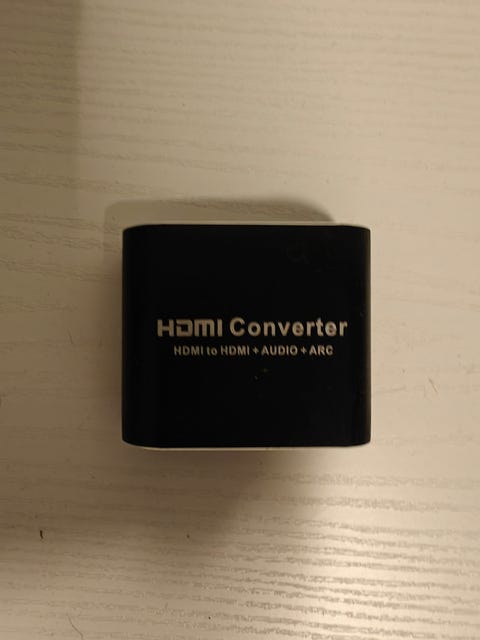 HDMI Converter
HDMI to HDMI + AUDIO + ARC